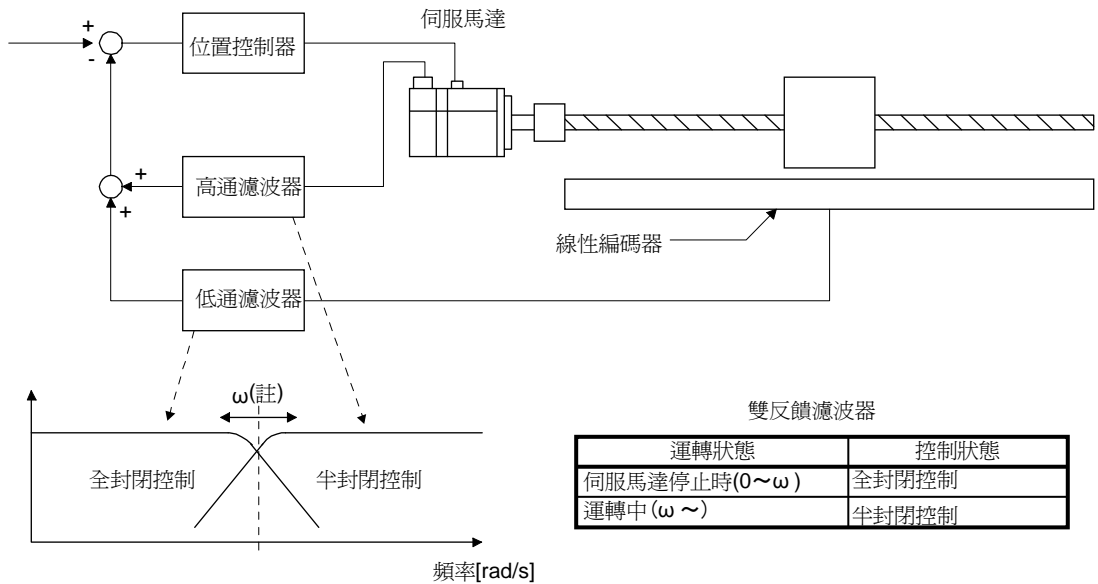 伺服馬達
+
-
位置控制器
+
高通濾波器
+
線性編碼器
低通濾波器
ω(註)
全封閉控制
半封閉控制
頻率[rad/s]
雙反饋濾波器
運轉狀態 控制狀態
伺服馬達停止時(0～ω) 全封閉控制
運轉中(ω～) 半封閉控制